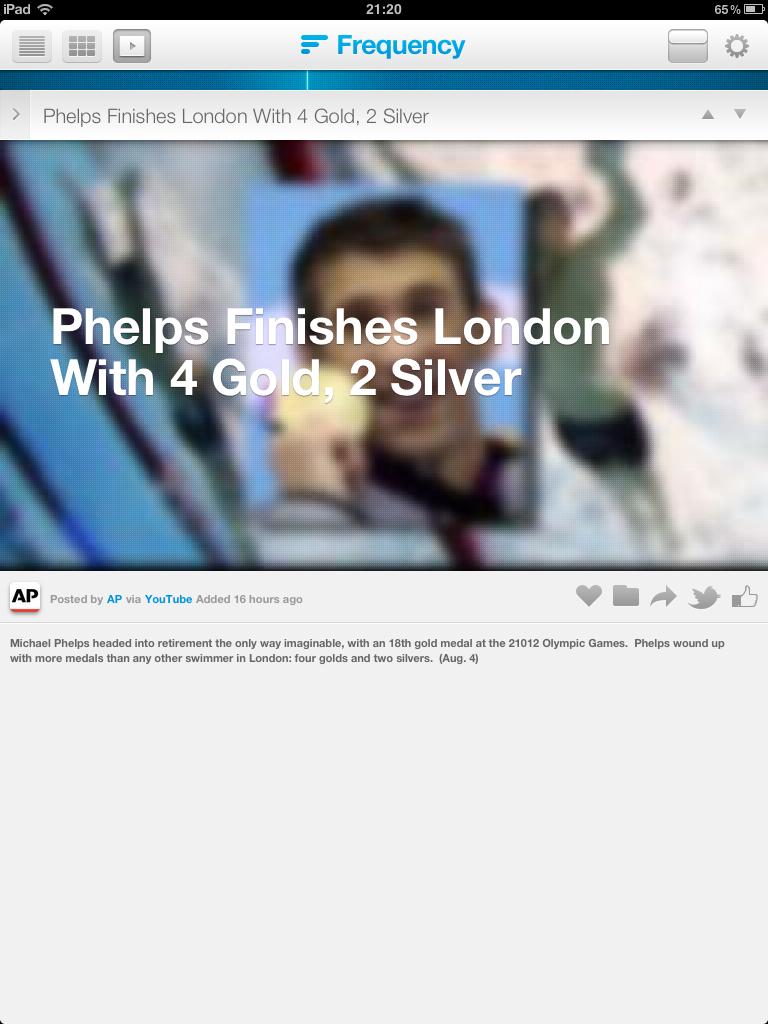 iPad
21:20
65%
Frequency
Phelps Finishes London With 4 Gold, 2 Silver
Phelps Finishes London
With 4 Gold, 2 Silver
AP
Posted by AP via YouTube Added 16 hours ago
Michael Phelps headed into retirement the only way imaginable, with an 18th gold medal at the 21012 Olympic Games.  Phelps wound up
with more medals than any other swimmer in London: four golds and two silvers.  (Aug. 4)